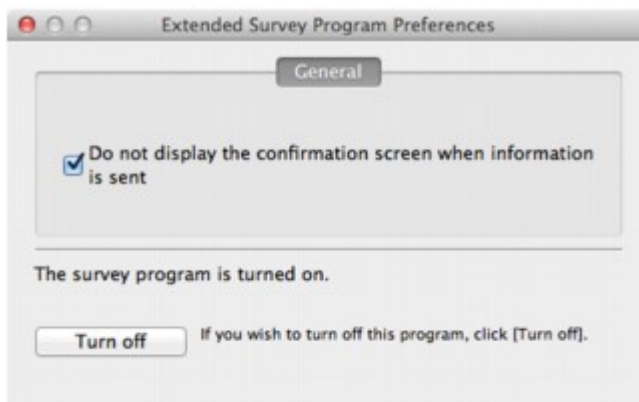 Extended Survey Program Preferences
General
Do not display the confirmation screen when information
is sent
The survey program is turned on.
Turn off
If you wish to turn off this program, click [Turn off].